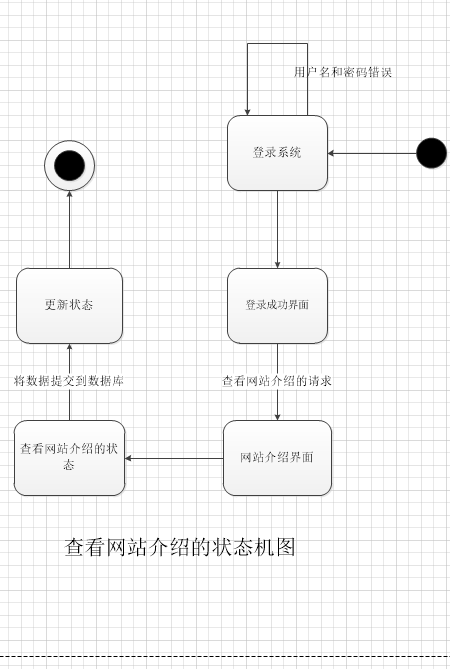 用户名和密码错误
登录系统
登录成功界面
更新状态
查看网站介绍的请求
将数据提交到数据库
网站介绍界面
查看网站介绍的状
态
查看网站介绍的状态机图